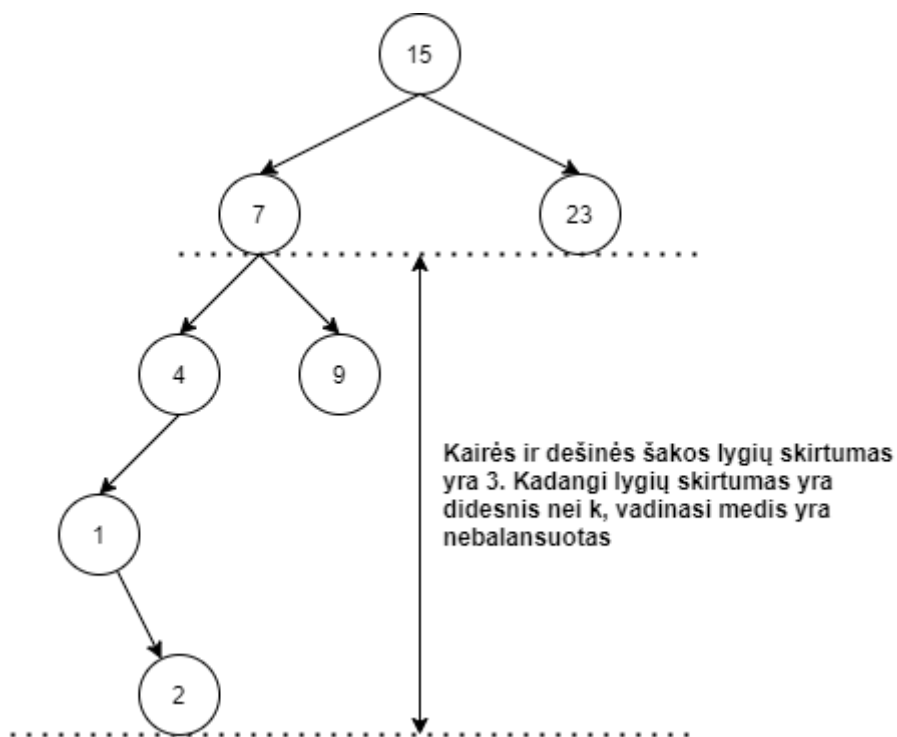 15
7
23
4
9
Kairės ir dešinės šakos lygių skirtumas
yra 3. Kadangi lygių skirtumas yra
didesnis nei k, vadinasi medis yra
nebalansuotas
1
2